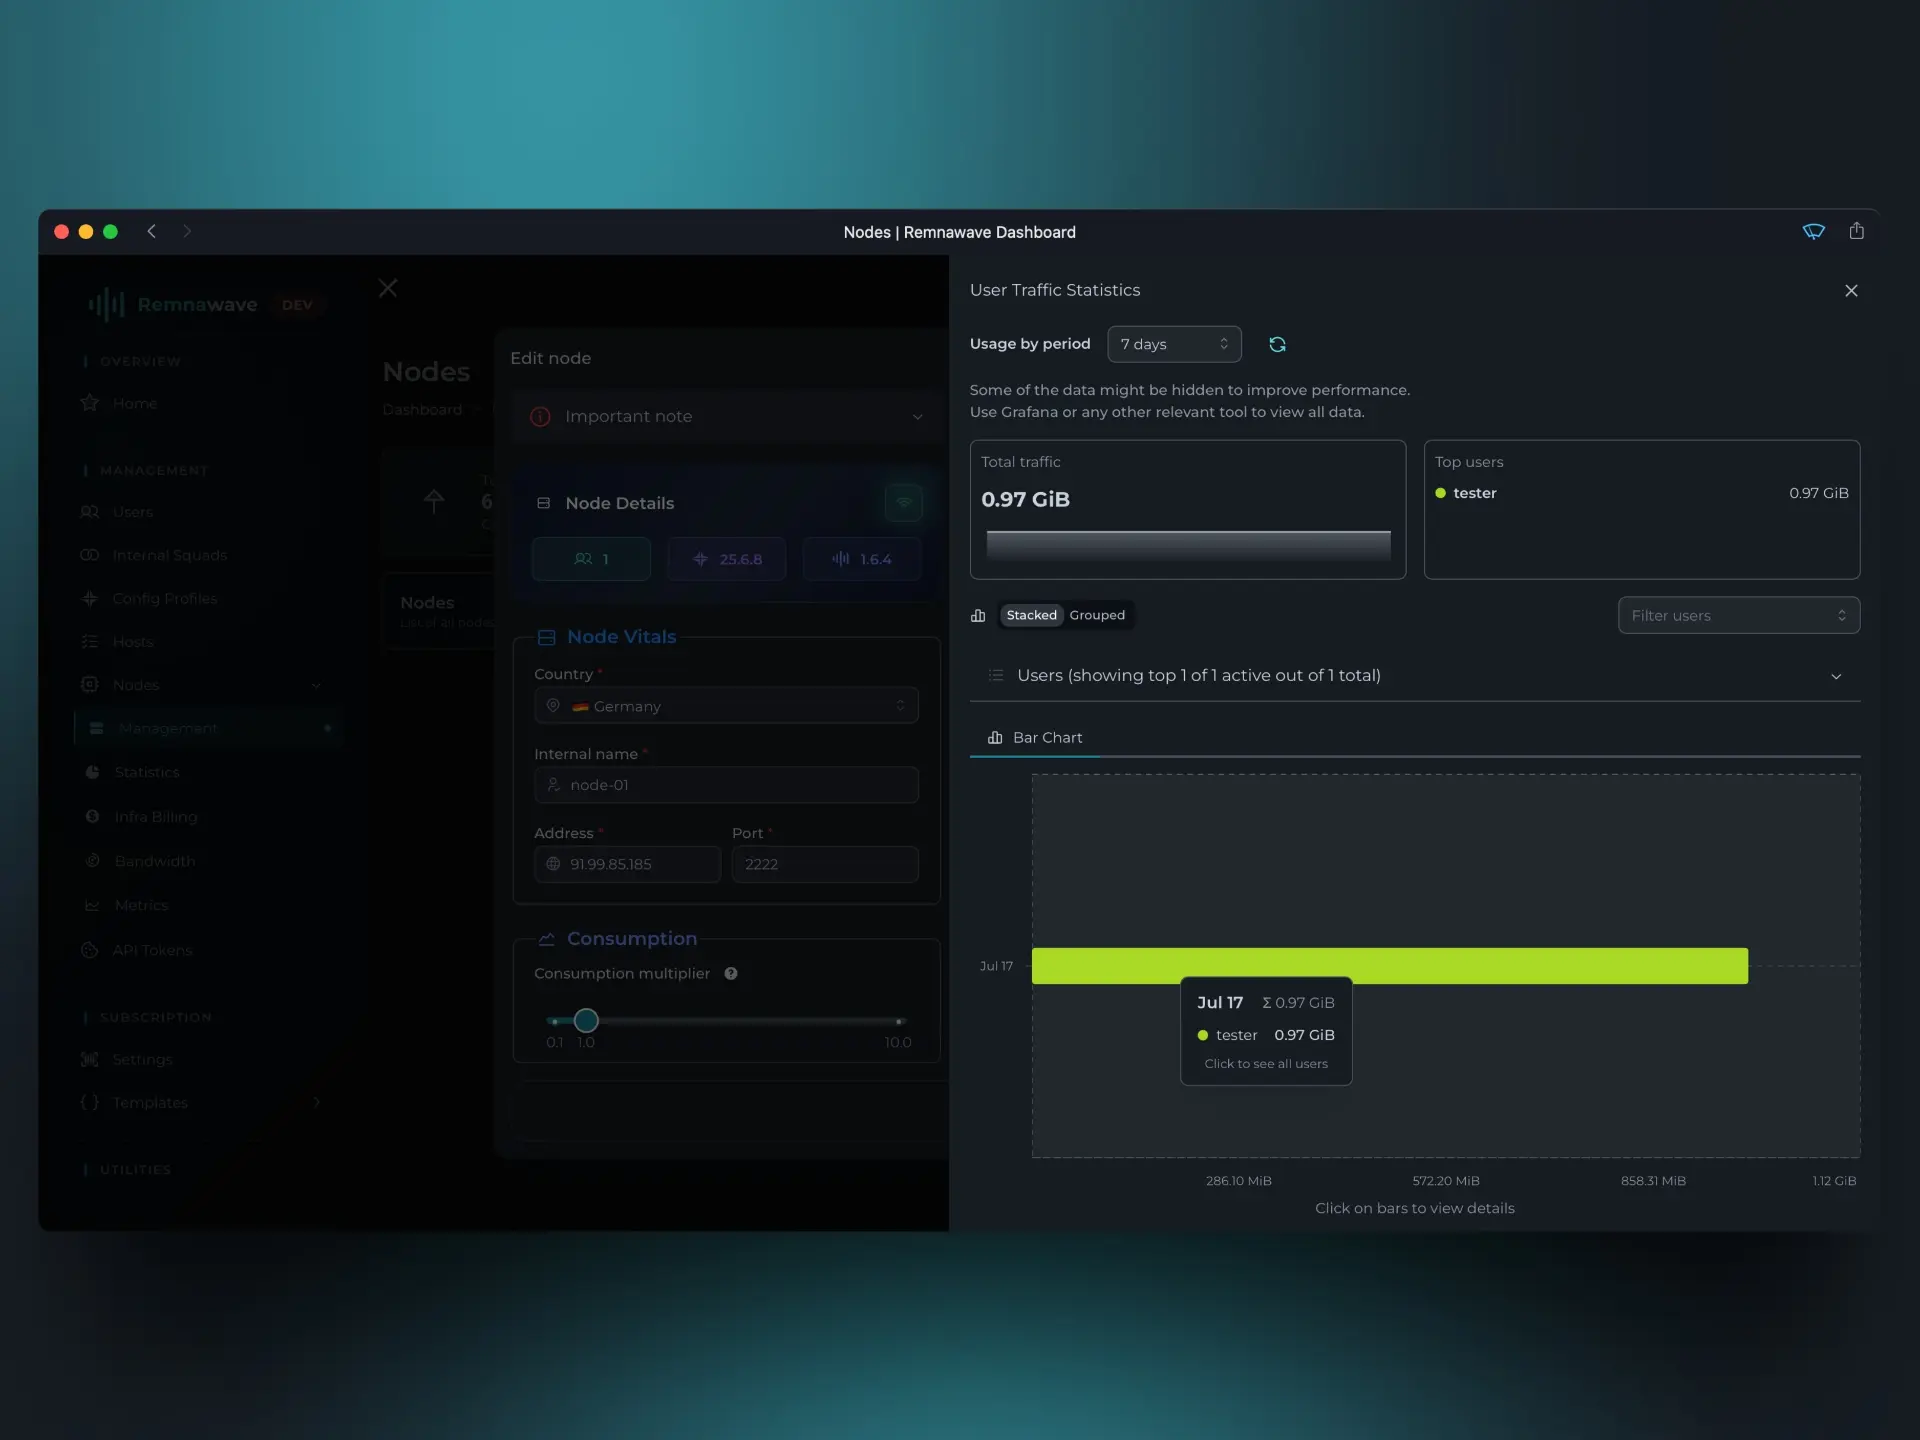 Nodes | Remnawave Dashboard
Remnawave DEV
OVERVIEW
Home
MANAGEMENT
Users
Internal Squads
Config Profiles
Hosts
Nodes
Management
Statistics
Infra Billing
Bandwidth
Metrics
API Tokens
SUBSCRIPTION
Settings
Templates
UTILITIES
Nodes
Dashboard
6
Nodes
Edit node
Important note
Node Details
1
25.6.8
1.6.4
Node Vitals
Country *
Germany
Internal name *
node-01
Address *
Port *
91.99.85.185
2222
Consumption
Consumption multiplier
0.1 1.0 10.0
User Traffic Statistics
Usage by period 7 days
Some of the data might be hidden to improve performance.
Use Grafana or any other relevant tool to view all data.
Total traffic
0.97 GiB
Top users
tester 0.97 GiB
Stacked Grouped
Filter users
Users (showing top 1 of 1 active out of 1 total)
Bar Chart
Jul 17
Jul 17 Σ 0.97 GiB
tester 0.97 GiB
Click to see all users
286.10 MiB 572.20 MiB 858.31 MiB 1.12 GiB
Click on bars to view details